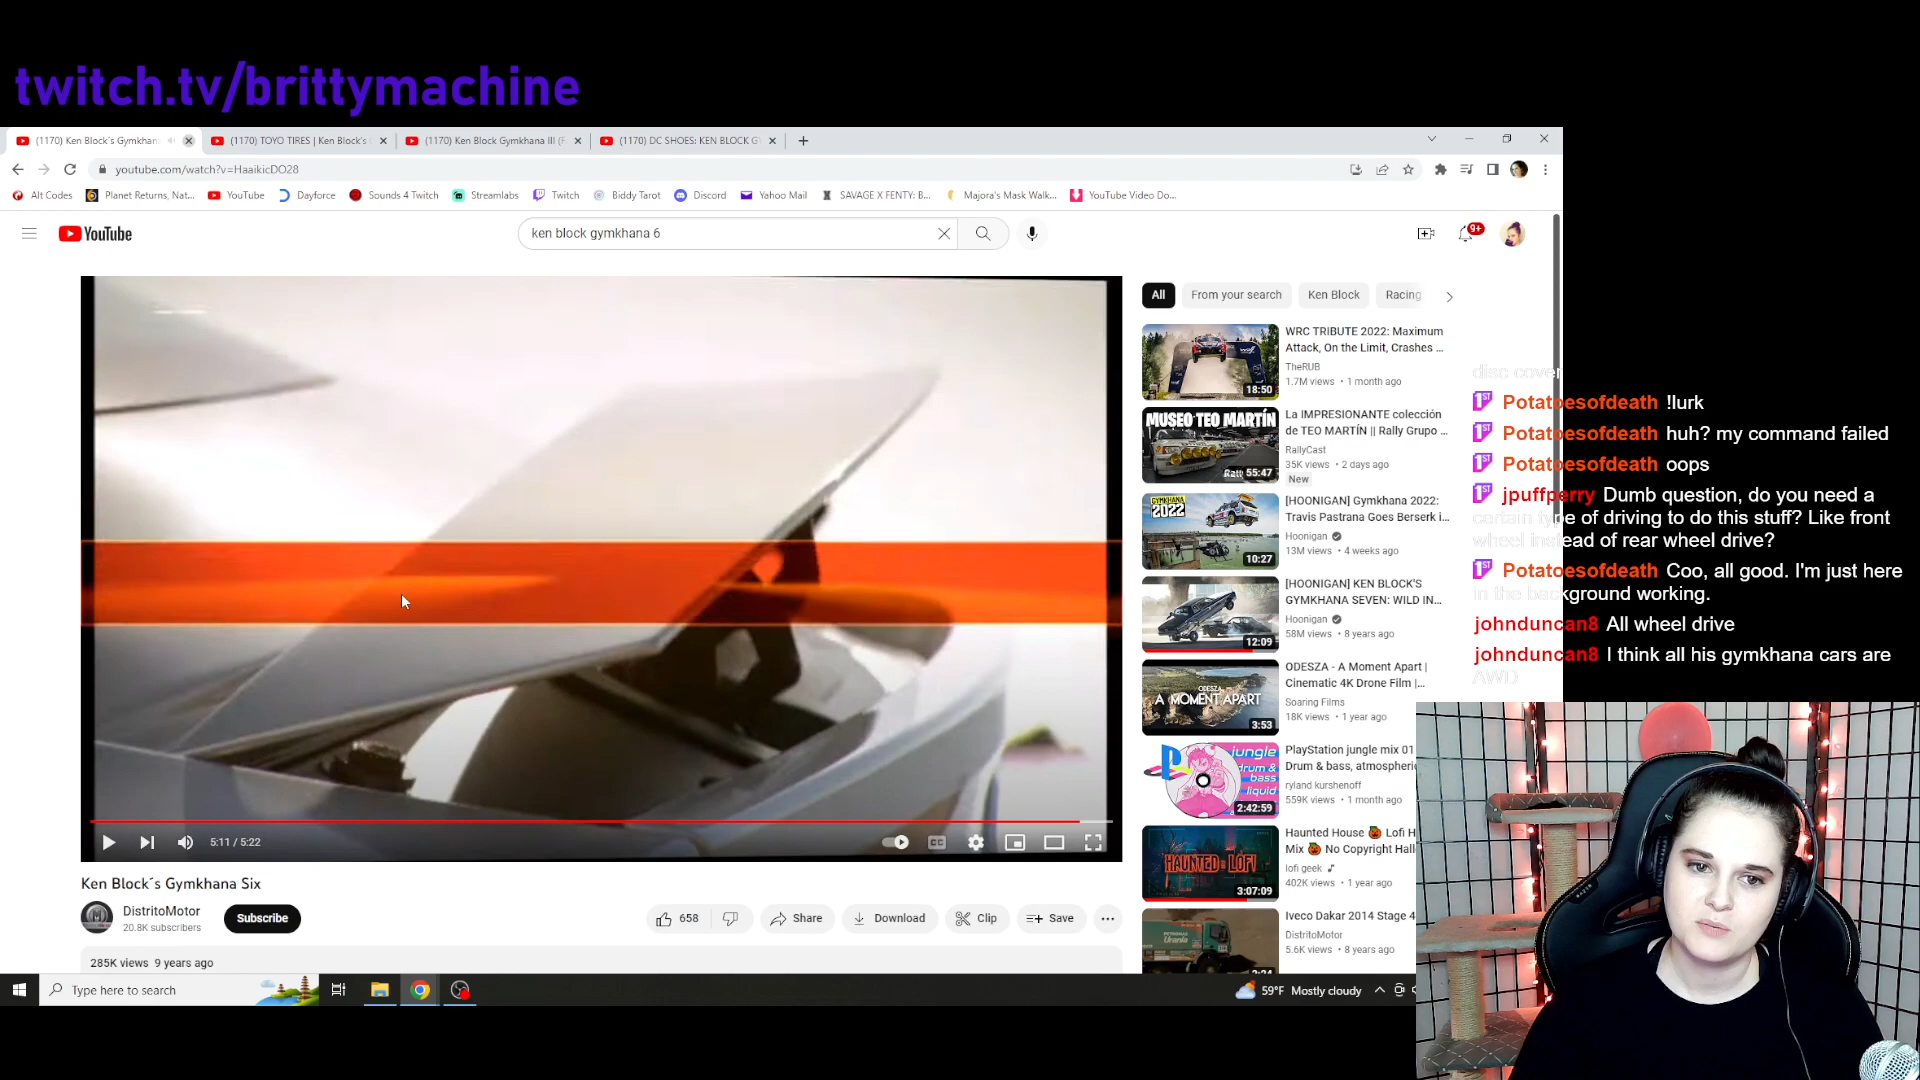 twitch.tv/brittymachine
(1170) Ken Block's Gymkhan
(1170) TOYO TIRES | Ken Block's
(1170) Ken Block Gymkhana III (F
(1170) DC SHOES: KEN BLOCK G
youtube.com/watch?v=HaaikicDO28
Alt Codes
Planet Returns, Nat...
YouTube
Dayforce
Sounds 4 Twitch
Streamlabs
Twitch
Biddy Tarot
Discord
Yahoo Mail
SAVAGE X FENTY: B...
Majora's Mask Walk...
YouTube Video Do...
YouTube
ken block gymkhana 6
9+
All
From your search
Ken Block
Racing
WRC TRIBUTE 2022: Maximum
Attack, On the Limit, Crashes ...
TheRUB
1.7M views • 1 month ago
18:50
MUSEO TEO MARTÍN
La IMPRESIONANTE colección
de TEO MARTÍN || Rally Grupo ...
RallyCast
35K views • 2 days ago
New
55:47
GYMKHANA
2022
[HOONIGAN] Gymkhana 2022:
Travis Pastrana Goes Berserk i...
Hoonigan
13M views • 4 weeks ago
10:27
[HOONIGAN] KEN BLOCK'S
GYMKHANA SEVEN: WILD IN...
Hoonigan
58M views • 8 years ago
12:09
ODESZA
A MOMENT APART
ODESZA - A Moment Apart |
Cinematic 4K Drone Film |...
Soaring Films
18K views • 1 year ago
3:53
jungle
drum &
bass
liquid
PlayStation jungle mix 01
Drum & bass, atmospheri
ryland kurshenoff
559K views • 1 month ago
2:42:59
HAUNTED LOFI
Haunted House 🎃 Lofi H
Mix 🎃 No Copyright Hall
lofi geek
402K views • 1 year ago
3:07:09
Iveco Dakar 2014 Stage 4
DistritoMotor
5.6K views • 8 years ago
5:11 / 5:22
CC
Ken Block´s Gymkhana Six
DistritoMotor
20.8K subscribers
Subscribe
658
Share
Download
Clip
Save
285K views 9 years ago
Type here to search
59°F Mostly cloudy
disc cover
Potatoesofdeath !lurk
Potatoesofdeath huh? my command failed
Potatoesofdeath oops
jpuffperry Dumb question, do you need a
certain type of driving to do this stuff? Like front
wheel instead of rear wheel drive?
Potatoesofdeath Coo, all good. I'm just here
in the background working.
johnduncan8 All wheel drive
johnduncan8 I think all his gymkhana cars are
AWD